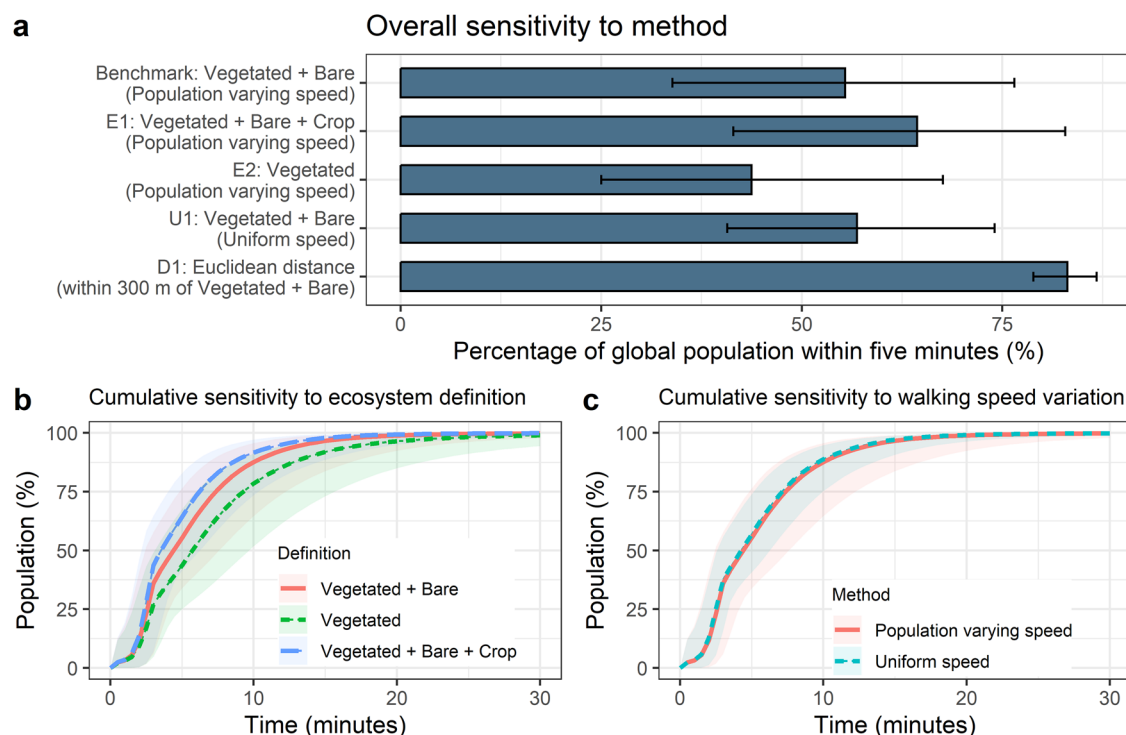 a
Overall sensitivity to method
Benchmark: Vegetated + Bare
(Population varying speed)
E1: Vegetated + Bare + Crop
(Population varying speed)
E2: Vegetated
(Population varying speed)
U1: Vegetated + Bare
(Uniform speed)
D1: Euclidean distance
(within 300 m of Vegetated + Bare)
0 25 50 75
Percentage of global population within five minutes (%)
b
Cumulative sensitivity to ecosystem definition
100
75
50
25
0
Population (%)
Definition
Vegetated + Bare
Vegetated
Vegetated + Bare + Crop
0 10 20 30
Time (minutes)
c
Cumulative sensitivity to walking speed variation
100
75
50
25
0
Population (%)
Method
Population varying speed
Uniform speed
0 10 20 30
Time (minutes)